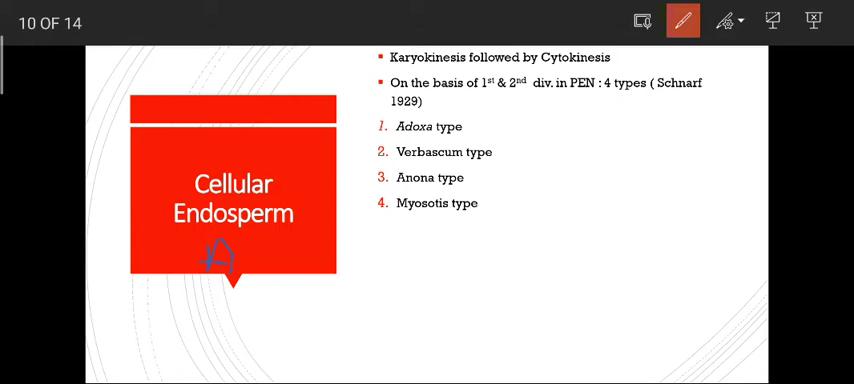 10 OF 14
Karyokinesis followed by Cytokinesis
On the basis of 1st & 2nd div. in PEN : 4 types ( Schnarf
1929)
1. Adoxa type
2. Verbascum type
3. Anona type
4. Myosotis type
Cellular
Endosperm